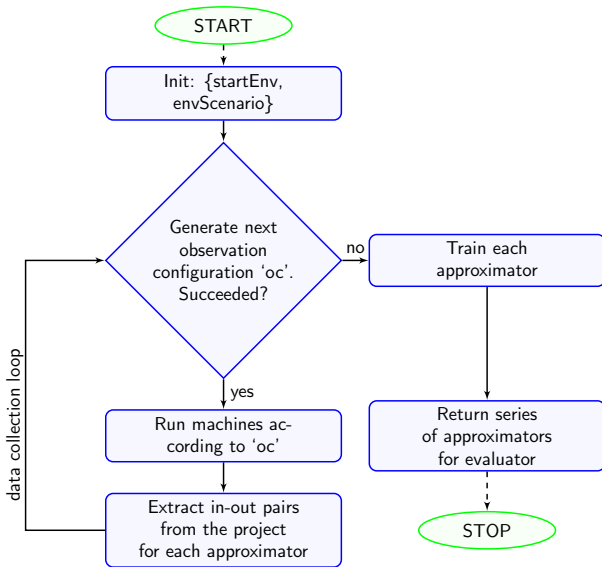 START
Init: {startEnv,
envScenario}
Generate next
observation
configuration ‘oc’.
Succeeded?
no
Train each
approximator
data collection loop
yes
Run machines ac-
cording to ‘oc’
Return series
of approximators
for evaluator
Extract in-out pairs
from the project
for each approximator
STOP